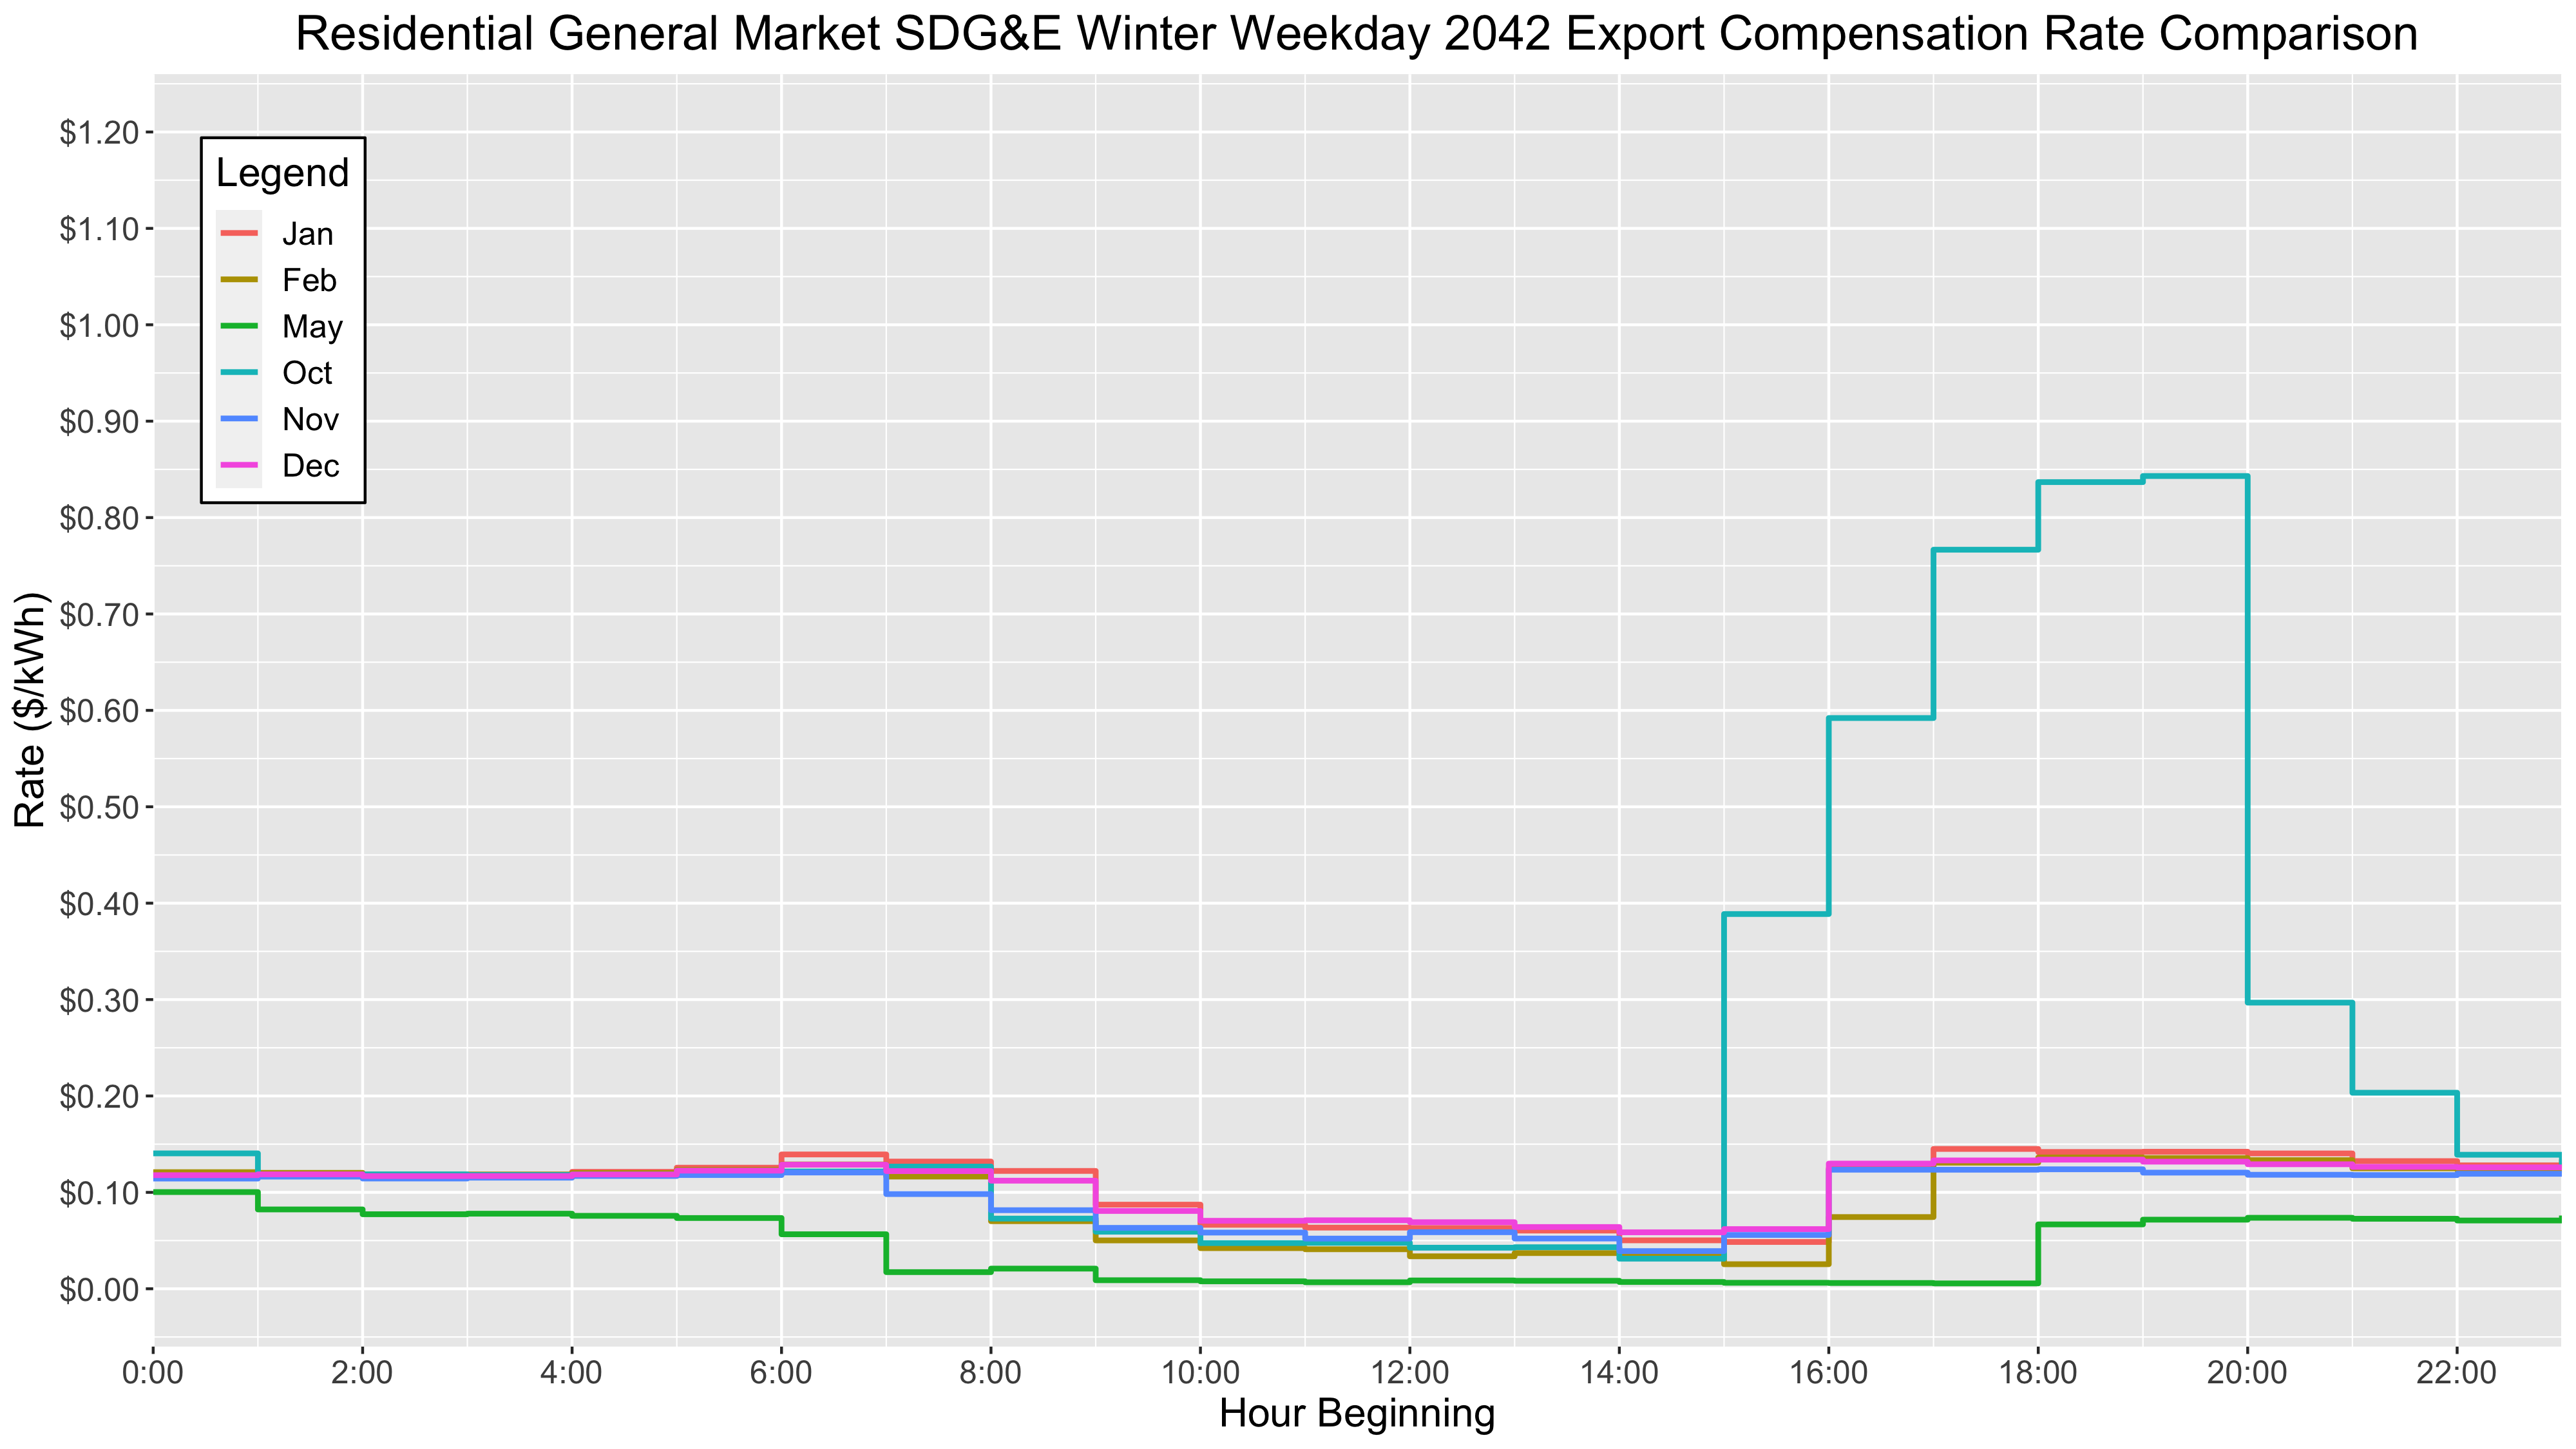 Residential General Market SDG&E Winter Weekday 2042 Export Compensation Rate Comparison
Legend
Jan
Feb
May
Oct
Nov
Dec
Rate ($/kWh)
$1.20
$1.10
$1.00
$0.90
$0.80
$0.70
$0.60
$0.50
$0.40
$0.30
$0.20
$0.10
$0.00
0:00 2:00 4:00 6:00 8:00 10:00 12:00 14:00 16:00 18:00 20:00 22:00
Hour Beginning